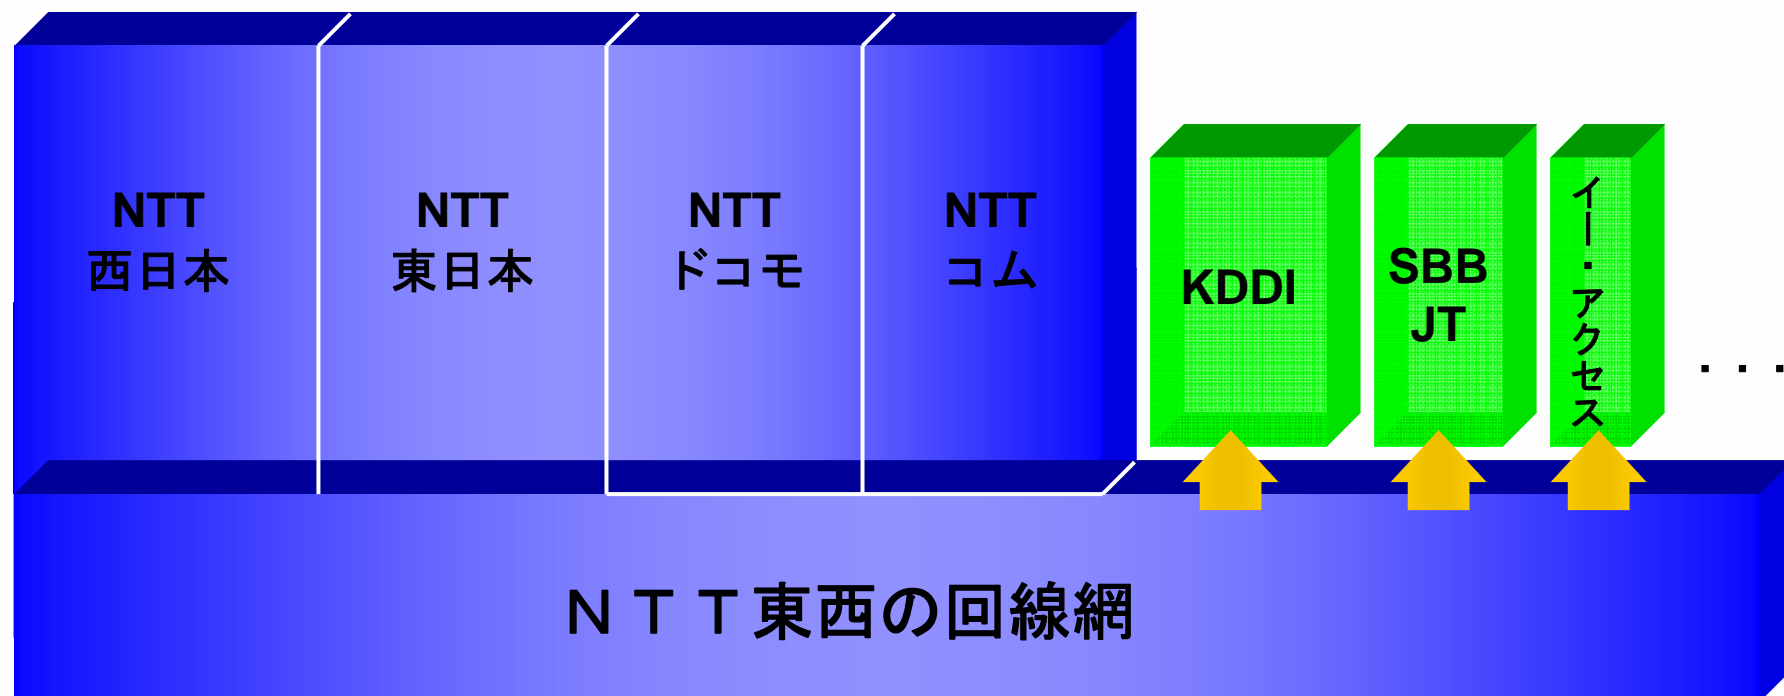 NTT
西日本
NTT
東日本
NTT
ドコモ
NTT
コム
KDDI
SBB
JT
イー・アクセス
・・・
ＮＴＴ東西の回線網